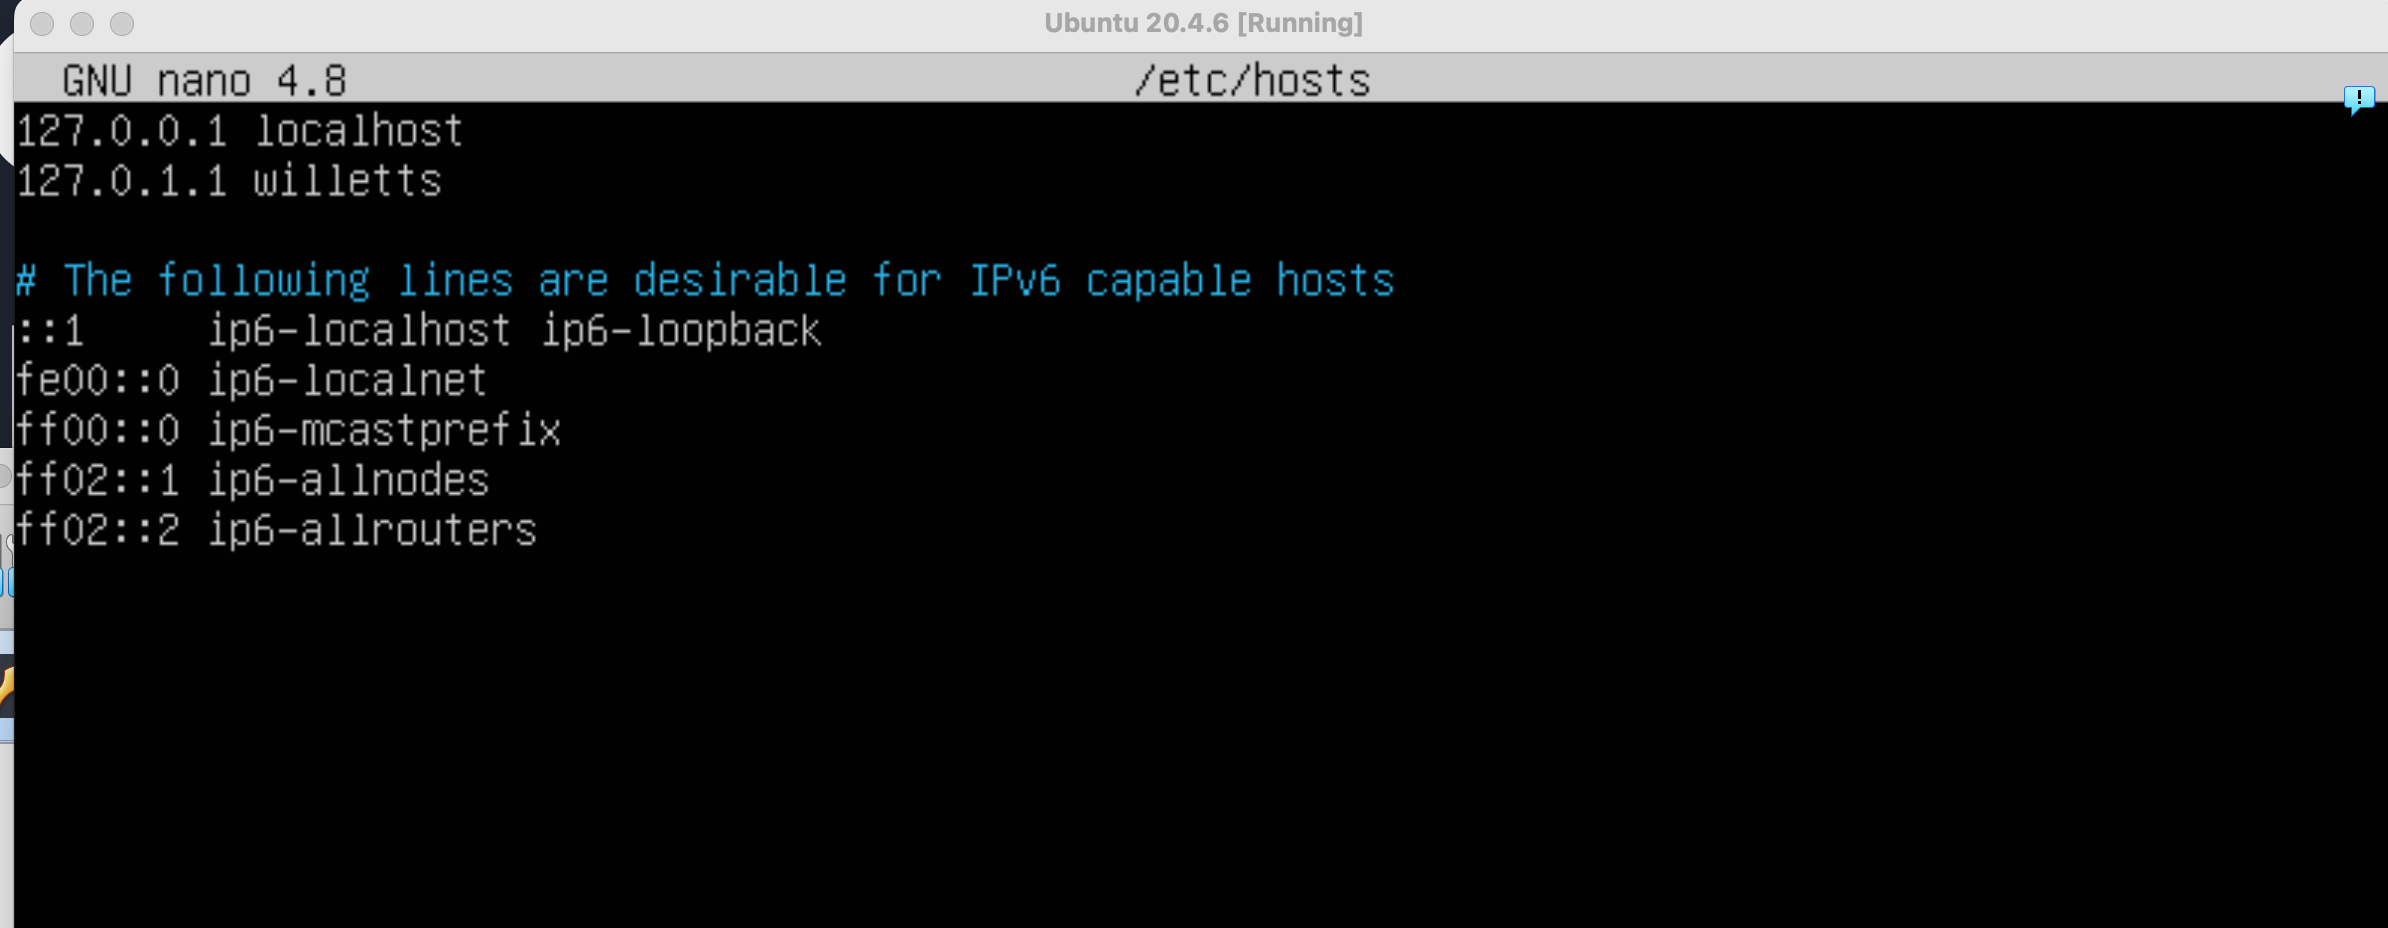 Ubuntu 20.4.6 [Running]
GNU nano 4.8 /etc/hosts
127.0.0.1 localhost
127.0.1.1 willetts
# The following lines are desirable for IPv6 capable hosts
::1 ip6-localhost ip6-loopback
fe00::0 ip6-localnet
ff00::0 ip6-mcastprefix
ff02::1 ip6-allnodes
ff02::2 ip6-allrouters